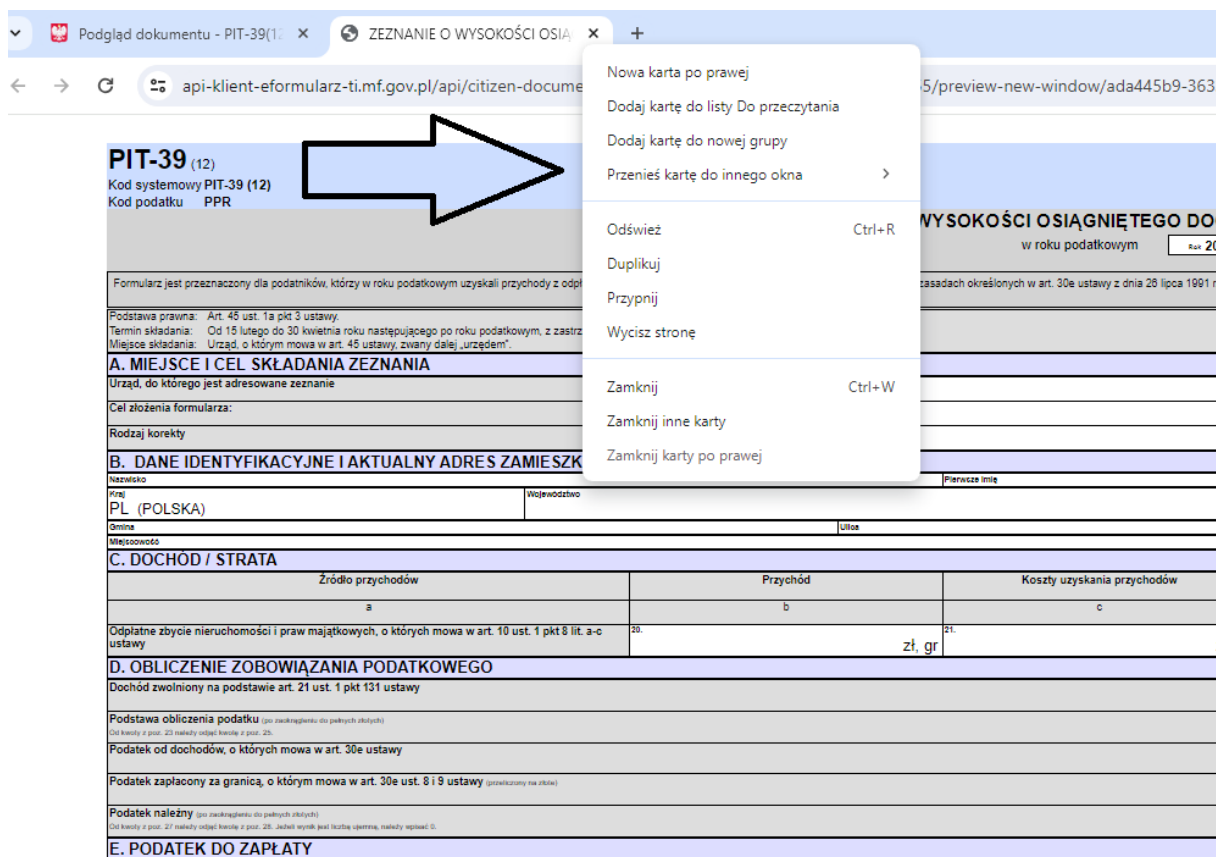 Podgląd dokumentu - PIT-39(12
ZEZNANIE O WYSOKOŚCI OSIĄ
api-klient-eformularz-ti.mf.gov.pl/api/citizen-docume
5/preview-new-window/ada445b9-363
Nowa karta po prawej
Dodaj kartę do listy Do przeczytania
Dodaj kartę do nowej grupy
Przenieś kartę do innego okna
Odśwież Ctrl+R
Duplikuj
Przypnij
Wycisz stronę
Zamknij Ctrl+W
Zamknij inne karty
Zamknij karty po prawej
PIT-39 (12)
Kod systemowy PIT-39 (12)
Kod podatku PPR
WYSOKOŚCI OSIĄGNIĘTEGO DO
w roku podatkowym Rok 20
Formularz jest przeznaczony dla podatników, którzy w roku podatkowym uzyskali przychody z odpł
zasadach określonych w art. 30e ustawy z dnia 26 lipca 1991 r
Podstawa prawna: Art. 45 ust. 1a pkt 3 ustawy.
Termin składania: Od 15 lutego do 30 kwietnia roku następującego po roku podatkowym, z zastrz
Miejsce składania: Urząd, o którym mowa w art. 45 ustawy, zwany dalej „urzędem”.
A. MIEJSCE I CEL SKŁADANIA ZEZNANIA
Urząd, do którego jest adresowane zeznanie
Cel złożenia formularza:
Rodzaj korekty
B. DANE IDENTYFIKACYJNE I AKTUALNY ADRES ZAMIESZK
Nazwisko Pierwsze imię
Kraj Województwo
PL (POLSKA)
Gmina Ulica
Miejscowość
C. DOCHÓD / STRATA
Źródło przychodów Przychód Koszty uzyskania przychodów
a b c
Odpłatne zbycie nieruchomości i praw majątkowych, o których mowa w art. 10 ust. 1 pkt 8 lit. a-c 20. 21.
ustawy zł, gr
D. OBLICZENIE ZOBOWIĄZANIA PODATKOWEGO
Dochód zwolniony na podstawie art. 21 ust. 1 pkt 131 ustawy
Podstawa obliczenia podatku (po zaokrągleniu do pełnych złotych)
Od kwoty z poz. 23 należy odjąć kwotę z poz. 25.
Podatek od dochodów, o których mowa w art. 30e ustawy
Podatek zapłacony za granicą, o którym mowa w art. 30e ust. 8 i 9 ustawy (przeliczony na złote)
Podatek należny (po zaokrągleniu do pełnych złotych)
Od kwoty z poz. 27 należy odjąć kwotę z poz. 28. Jeżeli wynik jest liczbą ujemną, należy wpisać 0.
E. PODATEK DO ZAPŁATY